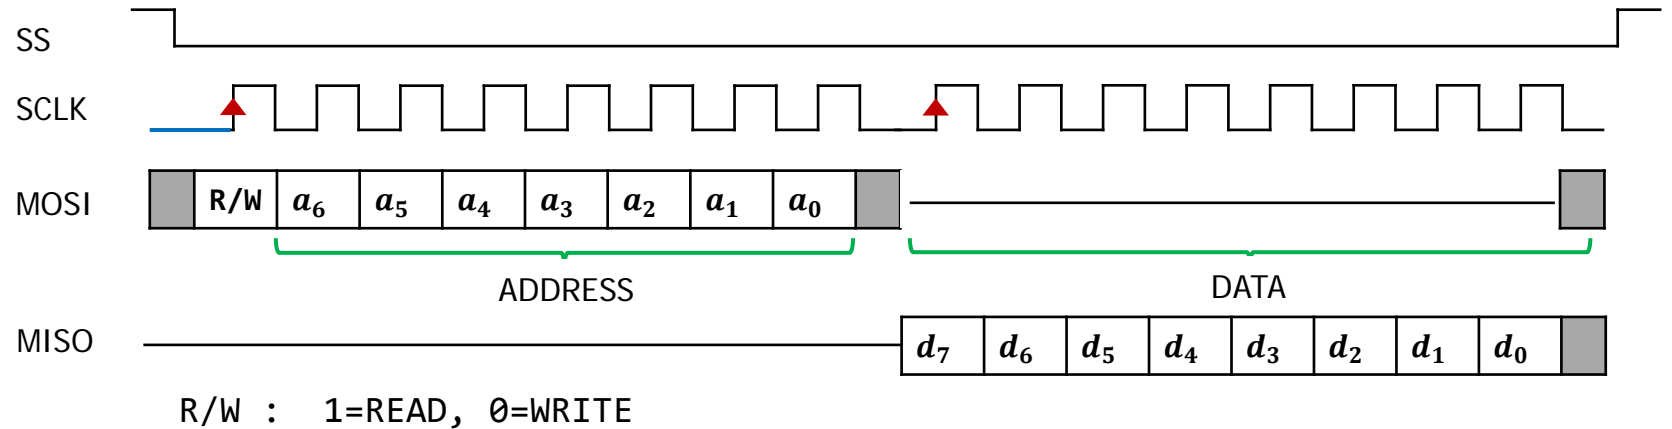 SS
SCLK
MOSI R/W a₆ a₅ a₄ a₃ a₂ a₁ a₀
ADDRESS DATA
MISO d₇ d₆ d₅ d₄ d₃ d₂ d₁ d₀
R/W : 1=READ, 0=WRITE